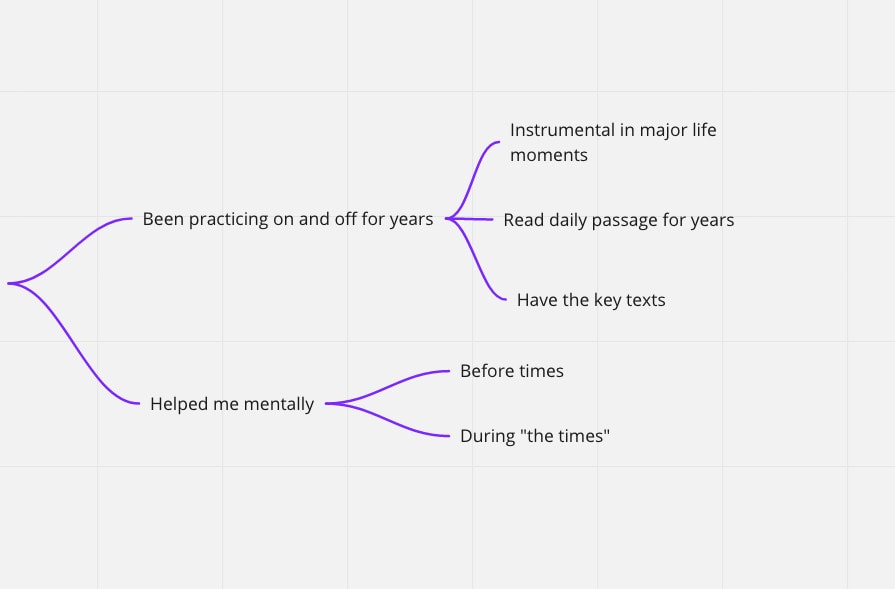 Instrumental in major life
moments
Been practicing on and off for years
Read daily passage for years
Have the key texts
Helped me mentally
Before times
During "the times"